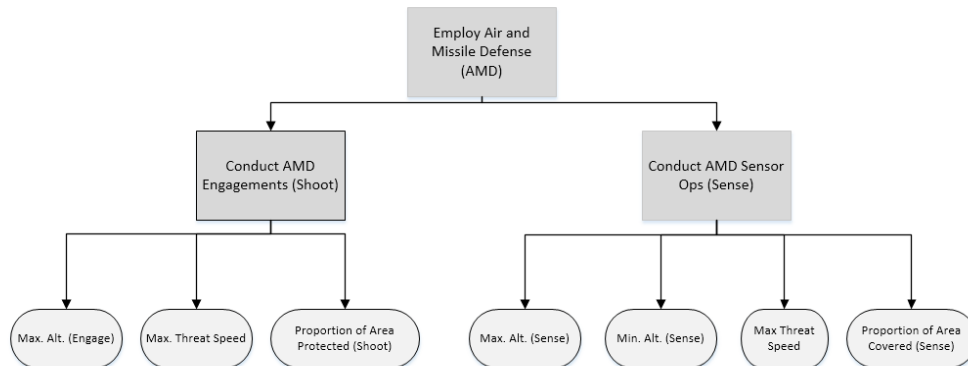 Employ Air and
Missile Defense
(AMD)
Conduct AMD
Engagements (Shoot)
Conduct AMD Sensor
Ops (Sense)
Max. Alt. (Engage)
Max. Threat Speed
Proportion of Area
Protected (Shoot)
Max. Alt. (Sense)
Min. Alt. (Sense)
Max Threat
Speed
Proportion of Area
Covered (Sense)